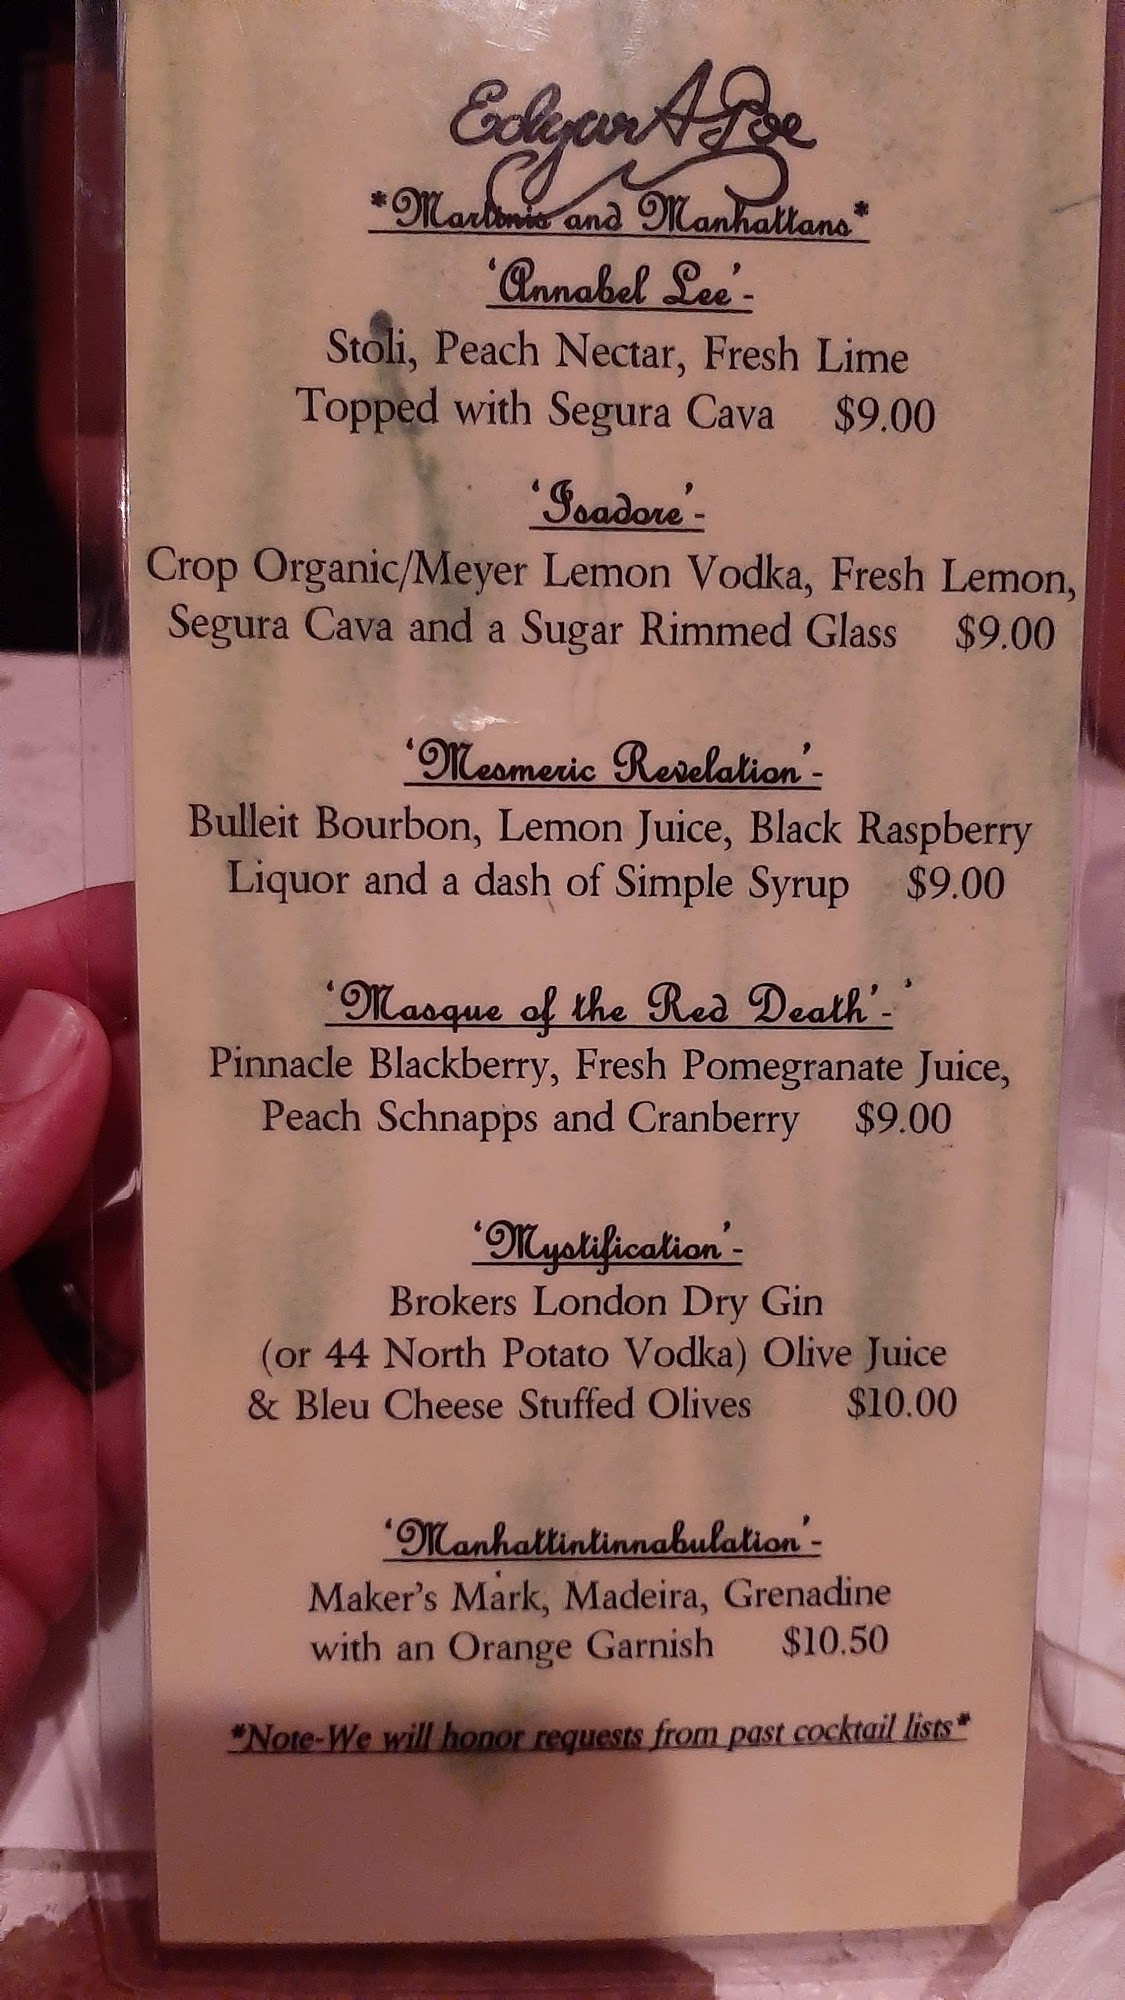 Edgar A Poe
*Martinis and Manhattans*
'Annabel Lee'-
Stoli, Peach Nectar, Fresh Lime
Topped with Segura Cava $9.00
'Isadore'-
Crop Organic/Meyer Lemon Vodka, Fresh Lemon,
Segura Cava and a Sugar Rimmed Glass $9.00
'Mesmeric Revelation'-
Bulleit Bourbon, Lemon Juice, Black Raspberry
Liquor and a dash of Simple Syrup $9.00
'Masque of the Red Death'- '
Pinnacle Blackberry, Fresh Pomegranate Juice,
Peach Schnapps and Cranberry $9.00
'Mystification'-
Brokers London Dry Gin
(or 44 North Potato Vodka) Olive Juice
& Bleu Cheese Stuffed Olives $10.00
'Manhattintinnabulation'-
Maker's Mark, Madeira, Grenadine
with an Orange Garnish $10.50
*Note-We will honor requests from past cocktail lists*